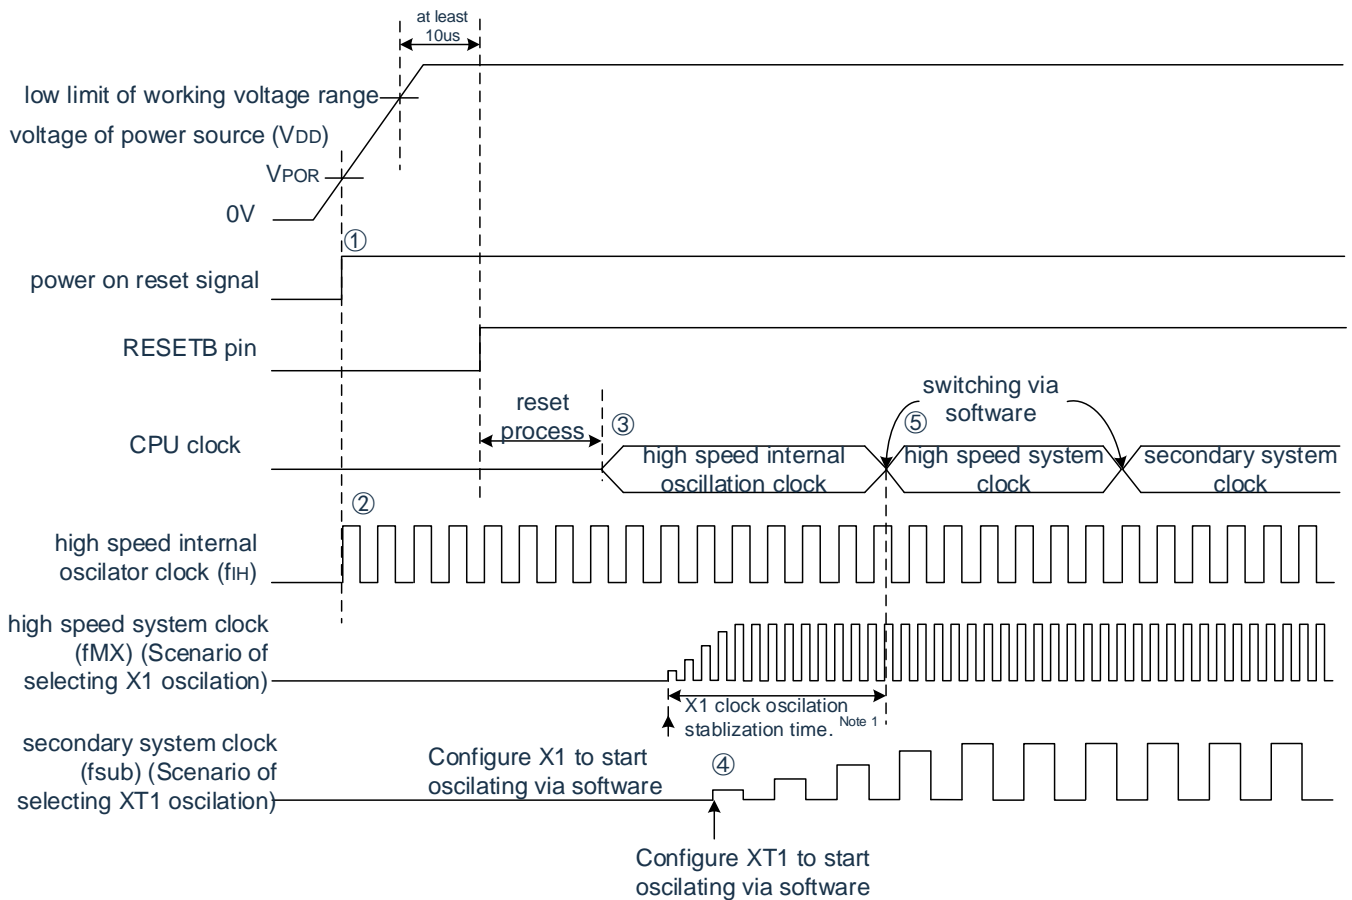 at least
10us
low limit of working voltage range
voltage of power source (VDD)
VPOR
0V
①
power on reset signal
RESETB pin
switching via
software
reset
process
③
⑤
CPU clock
high speed internal
oscillation clock
high speed system
clock
secondary system
clock
②
high speed internal
oscilator clock (fIH)
high speed system clock
(fMX) (Scenario of
selecting X1 oscilation)
X1 clock oscilation
stablization time. Note 1
secondary system clock
(fsub) (Scenario of
selecting XT1 oscilation)
Configure X1 to start
oscilating via software
④
Configure XT1 to start
oscilating via software